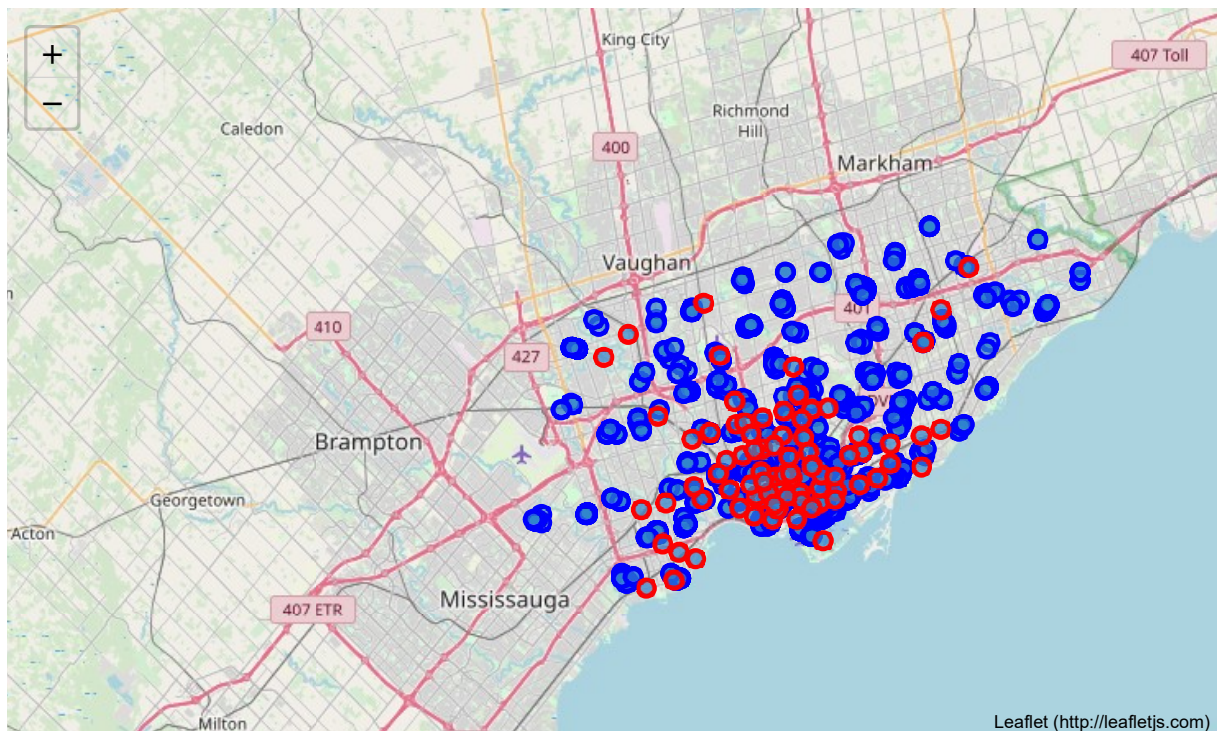 +
King City
407 Toll
−
Richmond
Hill
Caledon
400
Markham
Vaughan
401
410
427
Brampton
Georgetown
Acton
Mississauga
407 ETR
Milton
Leaflet (http://leafletjs.com)